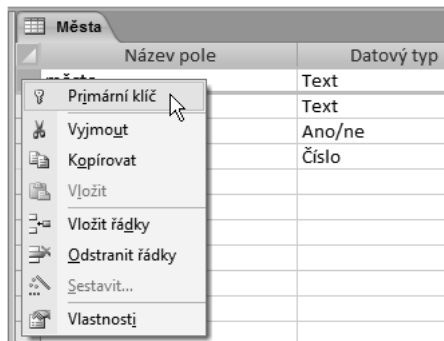 Města
Název pole Datový typ
města Text
Primární klíč Text
Vyjmout Ano/ne
Kopírovat Číslo
Vložit
Vložit řádky
Odstranit řádky
Sestavit...
Vlastnosti